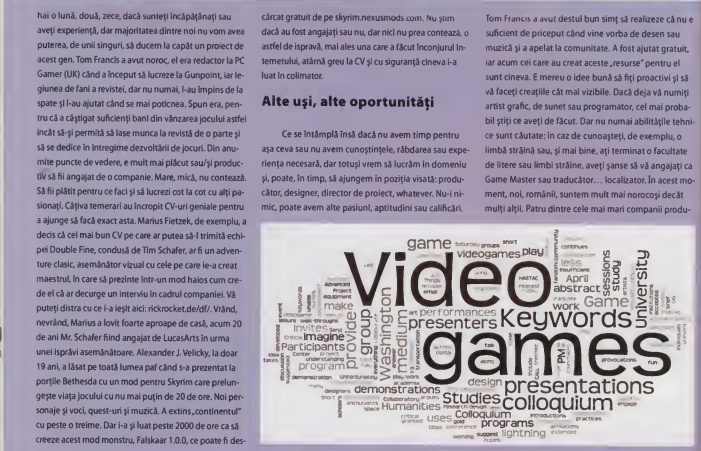 hai o lună, două, zece, dacă sunteți încăpățânați sau
aveți experiență, dar majoritatea dintre noi nu vom avea
puterea, de unii singuri, să ducem la capăt un proiect de
acest gen. Tom Francis a avut noroc, el era redactor la PC
Gamer (UK) când a început să lucreze la Gunpoint, iar le-
giunea de fani a revistei, dar nu numai, l-au împins de la
spate și l-au ajutat când se mai poticnea. Spun era, pen-
tru că a câștigat suficienți bani din vânzarea jocului astfel
încât să-și permită să lase munca la revistă de o parte și
să se dedice în întregime dezvoltării de jocuri. Din anu-
mite puncte de vedere, e mult mai plăcut sau/și produc-
tiv să fii angajat de o companie. Mare, mică, nu contează.
Să fii plătit pentru ce faci și să lucrezi cot la cot cu alți pa-
sionați. Câțiva temerari au încropit CV-uri geniale pentru
a ajunge să facă exact asta. Marius Fietzek, de exemplu, a
decis că cel mai bun CV pe care ar putea să-l trimită echi-
pei Double Fine, condusă de Tim Schafer, ar fi un adven-
ture clasic, asemănător vizual cu cele pe care le-a creat
maestrul, în care să prezinte într-un mod haios cum cre-
de el că ar decurge un interviu în cadrul companiei. Vă
puteți distra cu ce i-a ieșit aici: rickrocket.de/df/. Vrând,
nevrând, Marius a lovit foarte aproape de casă, acum 20
de ani Mr. Schafer fiind angajat de LucasArts în urma
unei isprăvi asemănătoare. Alexander J. Velicky, la doar
19 ani, a lăsat pe toată lumea paf când s-a prezentat la
porțile Bethesda cu un mod pentru Skyrim care prelun-
gește viața jocului cu nu mai puțin de 20 de ore. Noi per-
sonaje și voci, quest-uri și muzică. A extins „continentul"
cu peste o treime. Dar i-a și luat peste 2000 de ore ca să
creeze acest mod monstru, Falskaar 1.0.0, ce poate fi des-
cărcat gratuit de pe skyrim.nexusmods.com. Nu știm
dacă au fost angajați sau nu, dar nici nu prea contează, o
astfel de ispravă, mai ales una care a făcut înconjurul in-
ternetului, atârnă greu la CV și cu siguranță cineva i-a
luat în colimator.
Alte uși, alte oportunități
Ce se întâmplă însă dacă nu avem timp pentru
așa ceva sau nu avem cunoștințele, răbdarea sau expe-
riența necesară, dar totuși vrem să lucrăm în domeniu
și, poate, în timp, să ajungem în poziția visată: produ-
cător, designer, director de proiect, whatever. Nu-i ni-
mic, poate avem alte pasiuni, aptitudini sau calificări.
Tom Francis a avut destul bun simț să realizeze că nu e
suficient de priceput când vine vorba de desen sau
muzică și a apelat la comunitate. A fost ajutat gratuit,
iar acum cei care au creat aceste „resurse" pentru el
sunt cineva. E mereu o idee bună să fiți proactivi și să
vă faceți creațiile cât mai vizibile. Dacă deja vă numiți
artist grafic, de sunet sau programator, cel mai proba-
bil știți ce aveți de făcut. Dar nu numai abilitățile tehni-
ce sunt căutate; în caz de cunoașteți, de exemplu, o
limbă străină sau, și mai bine, ați terminat o facultate
de litere sau limbi străine, aveți șanse să vă angajați ca
Game Master sau traducător... localizator. În acest mo-
ment, noi, românii, suntem mult mai norocoși decât
mulți alții. Patru dintre cele mai mari companii produ-
game
videogames play
Video
April
abstract
Game
study
sessions
University
performances
Keywords
presenters
Invites
imagine
Participants
program
Provides
Washington
medium
games
design
presentations
demonstrations
Studies
colloquium
Humanities
uses
Colloquium
programs
lightning